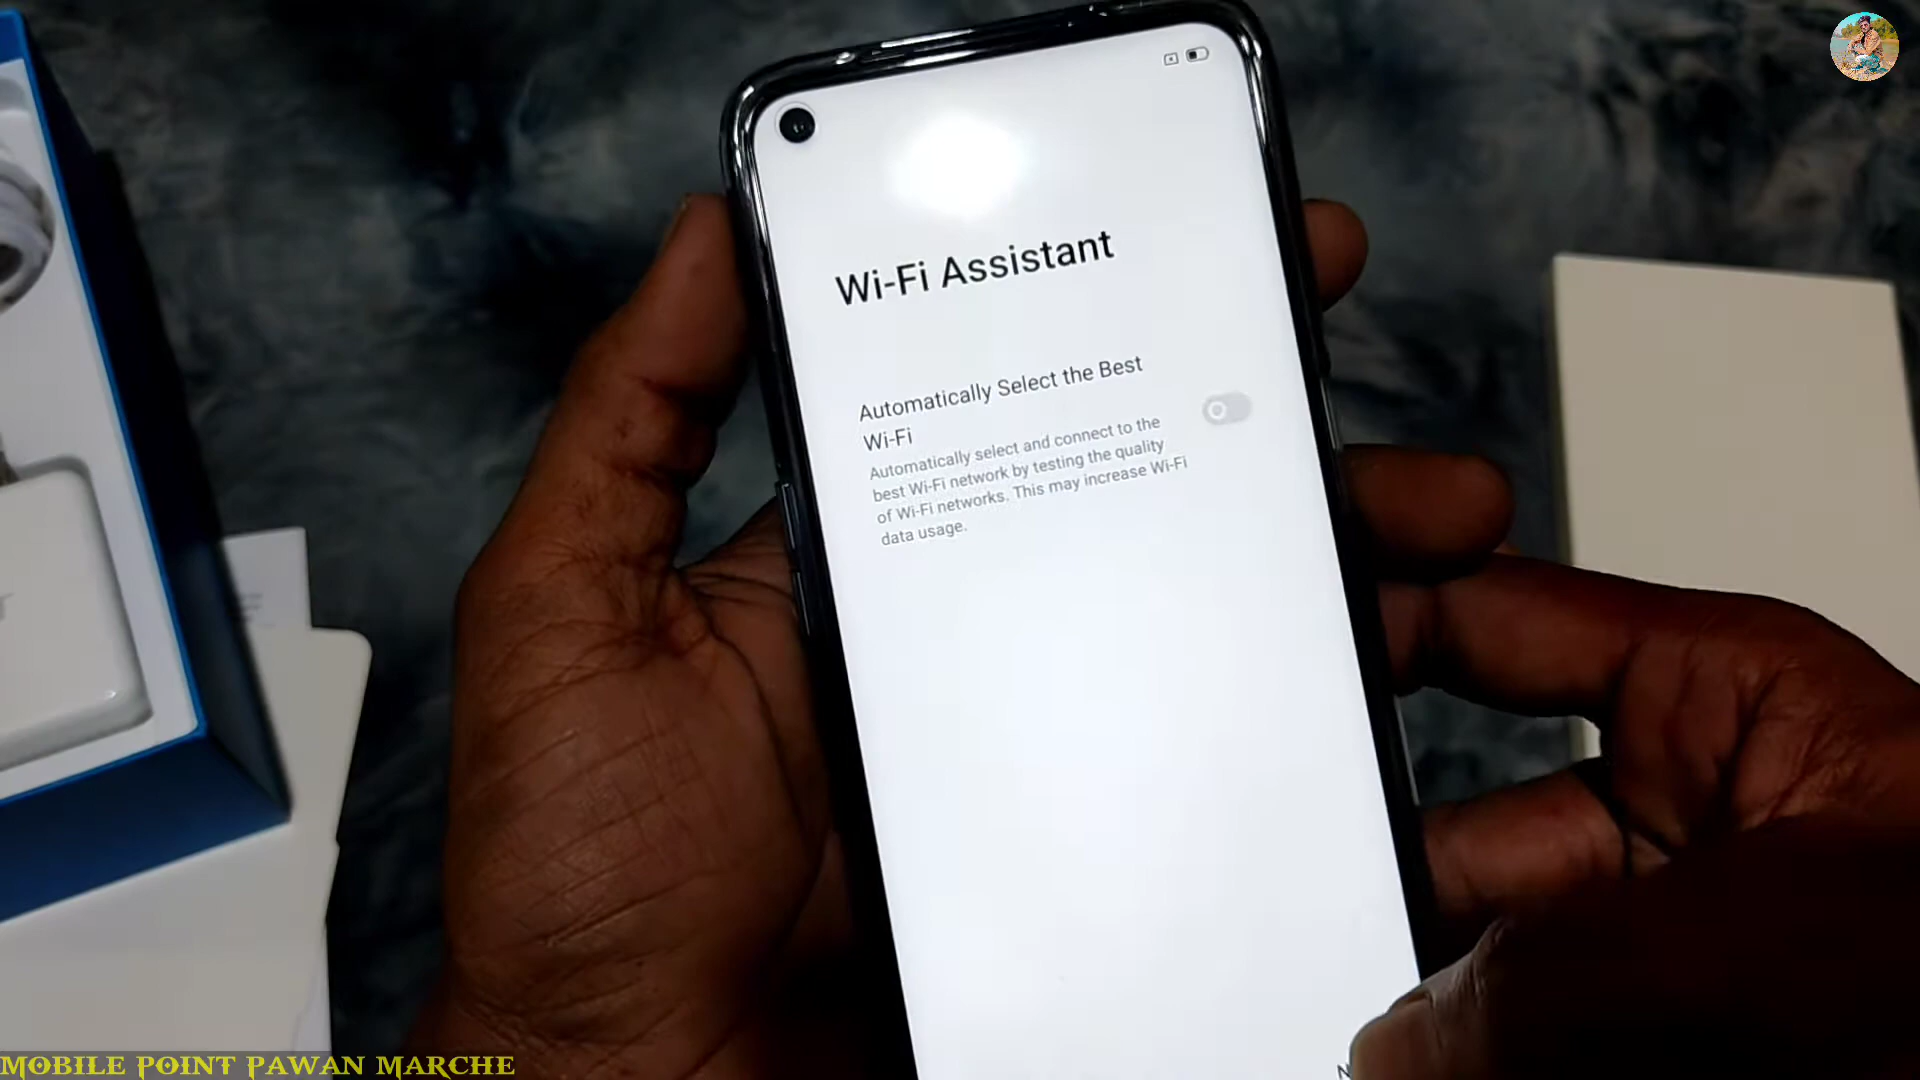 Wi-Fi Assistant
Automatically Select the Best
Wi-Fi
Automatically select and connect to the
best Wi-Fi network by testing the quality
of Wi-Fi networks. This may increase Wi-Fi
data usage.
MOBILE POINT PAWAN MARCHE